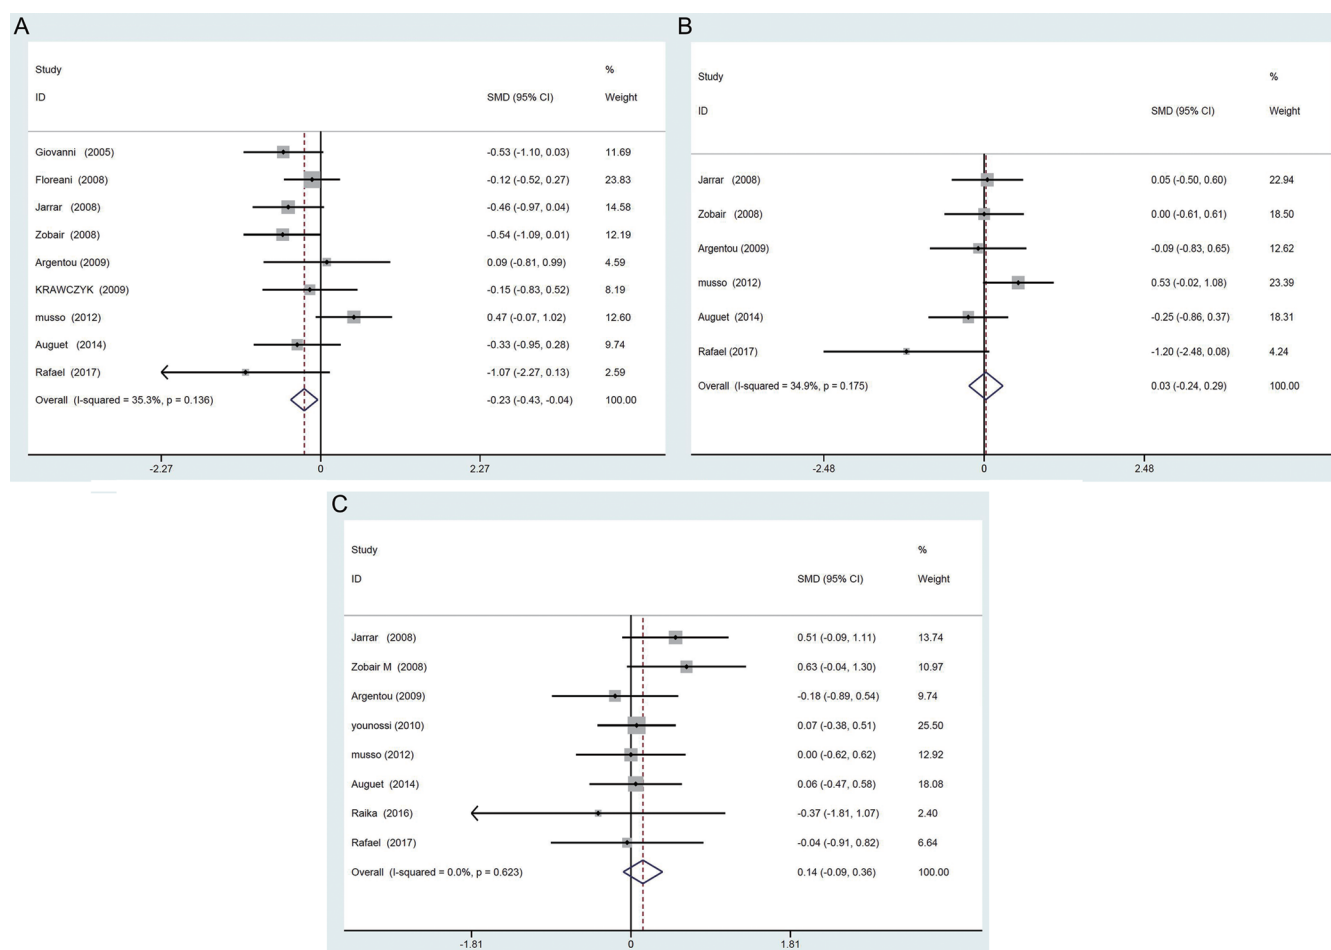 A
Study %
ID SMD (95% CI) Weight
Giovanni (2005) -0.53 (-1.10, 0.03) 11.69
Floreani (2008) -0.12 (-0.52, 0.27) 23.83
Jarrar (2008) -0.46 (-0.97, 0.04) 14.58
Zobair (2008) -0.54 (-1.09, 0.01) 12.19
Argentou (2009) 0.09 (-0.81, 0.99) 4.59
KRAWCZYK (2009) -0.15 (-0.83, 0.52) 8.19
musso (2012) 0.47 (-0.07, 1.02) 12.60
Auguet (2014) -0.33 (-0.95, 0.28) 9.74
Rafael (2017) -1.07 (-2.27, 0.13) 2.59
Overall (I-squared = 35.3%, p = 0.136) -0.23 (-0.43, -0.04) 100.00
-2.27 0 2.27
B
Study %
ID SMD (95% CI) Weight
Jarrar (2008) 0.05 (-0.50, 0.60) 22.94
Zobair (2008) 0.00 (-0.61, 0.61) 18.50
Argentou (2009) -0.09 (-0.83, 0.65) 12.62
musso (2012) 0.53 (-0.02, 1.08) 23.39
Auguet (2014) -0.25 (-0.86, 0.37) 18.31
Rafael (2017) -1.20 (-2.48, 0.08) 4.24
Overall (I-squared = 34.9%, p = 0.175) 0.03 (-0.24, 0.29) 100.00
-2.48 0 2.48
C
Study %
ID SMD (95% CI) Weight
Jarrar (2008) 0.51 (-0.09, 1.11) 13.74
Zobair M (2008) 0.63 (-0.04, 1.30) 10.97
Argentou (2009) -0.18 (-0.89, 0.54) 9.74
younossi (2010) 0.07 (-0.38, 0.51) 25.50
musso (2012) 0.00 (-0.62, 0.62) 12.92
Auguet (2014) 0.06 (-0.47, 0.58) 18.08
Raika (2016) -0.37 (-1.81, 1.07) 2.40
Rafael (2017) -0.04 (-0.91, 0.82) 6.64
Overall (I-squared = 0.0%, p = 0.623) 0.14 (-0.09, 0.36) 100.00
-1.81 0 1.81